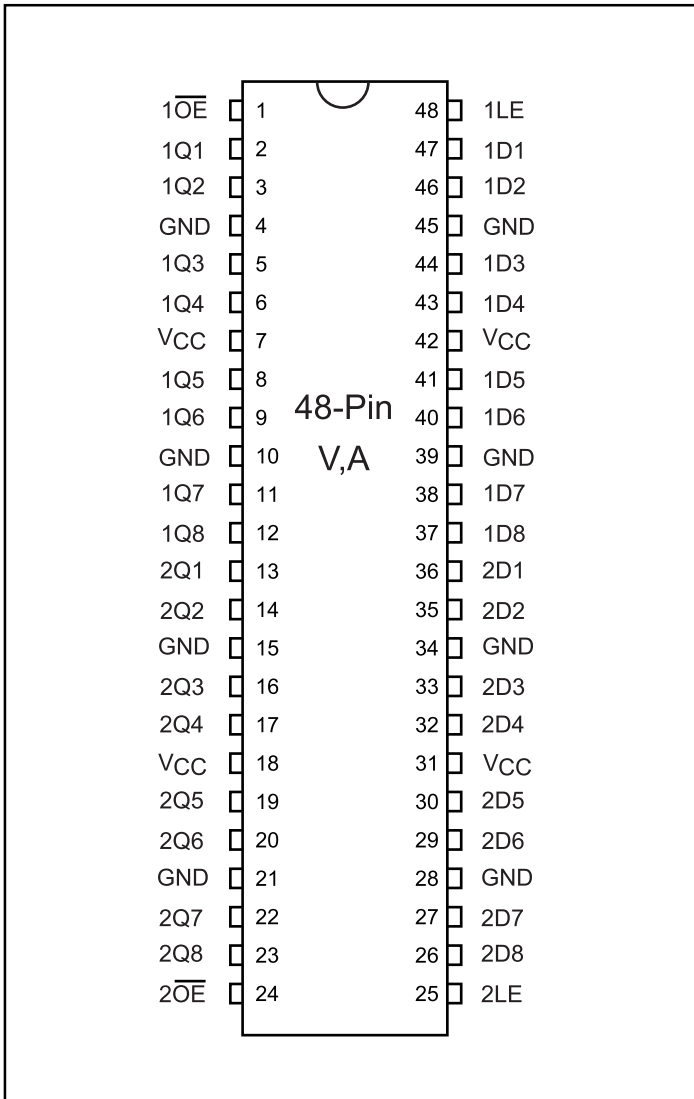 1O̅E̅ 1 48 1LE
1Q1 2 47 1D1
1Q2 3 46 1D2
GND 4 45 GND
1Q3 5 44 1D3
1Q4 6 43 1D4
VCC 7 42 VCC
1Q5 8 41 1D5
48-Pin
1Q6 9 40 1D6
GND 10 39 GND
V,A
1Q7 11 38 1D7
1Q8 12 37 1D8
2Q1 13 36 2D1
2Q2 14 35 2D2
GND 15 34 GND
2Q3 16 33 2D3
2Q4 17 32 2D4
VCC 18 31 VCC
2Q5 19 30 2D5
2Q6 20 29 2D6
GND 21 28 GND
2Q7 22 27 2D7
2Q8 23 26 2D8
2O̅E̅ 24 25 2LE